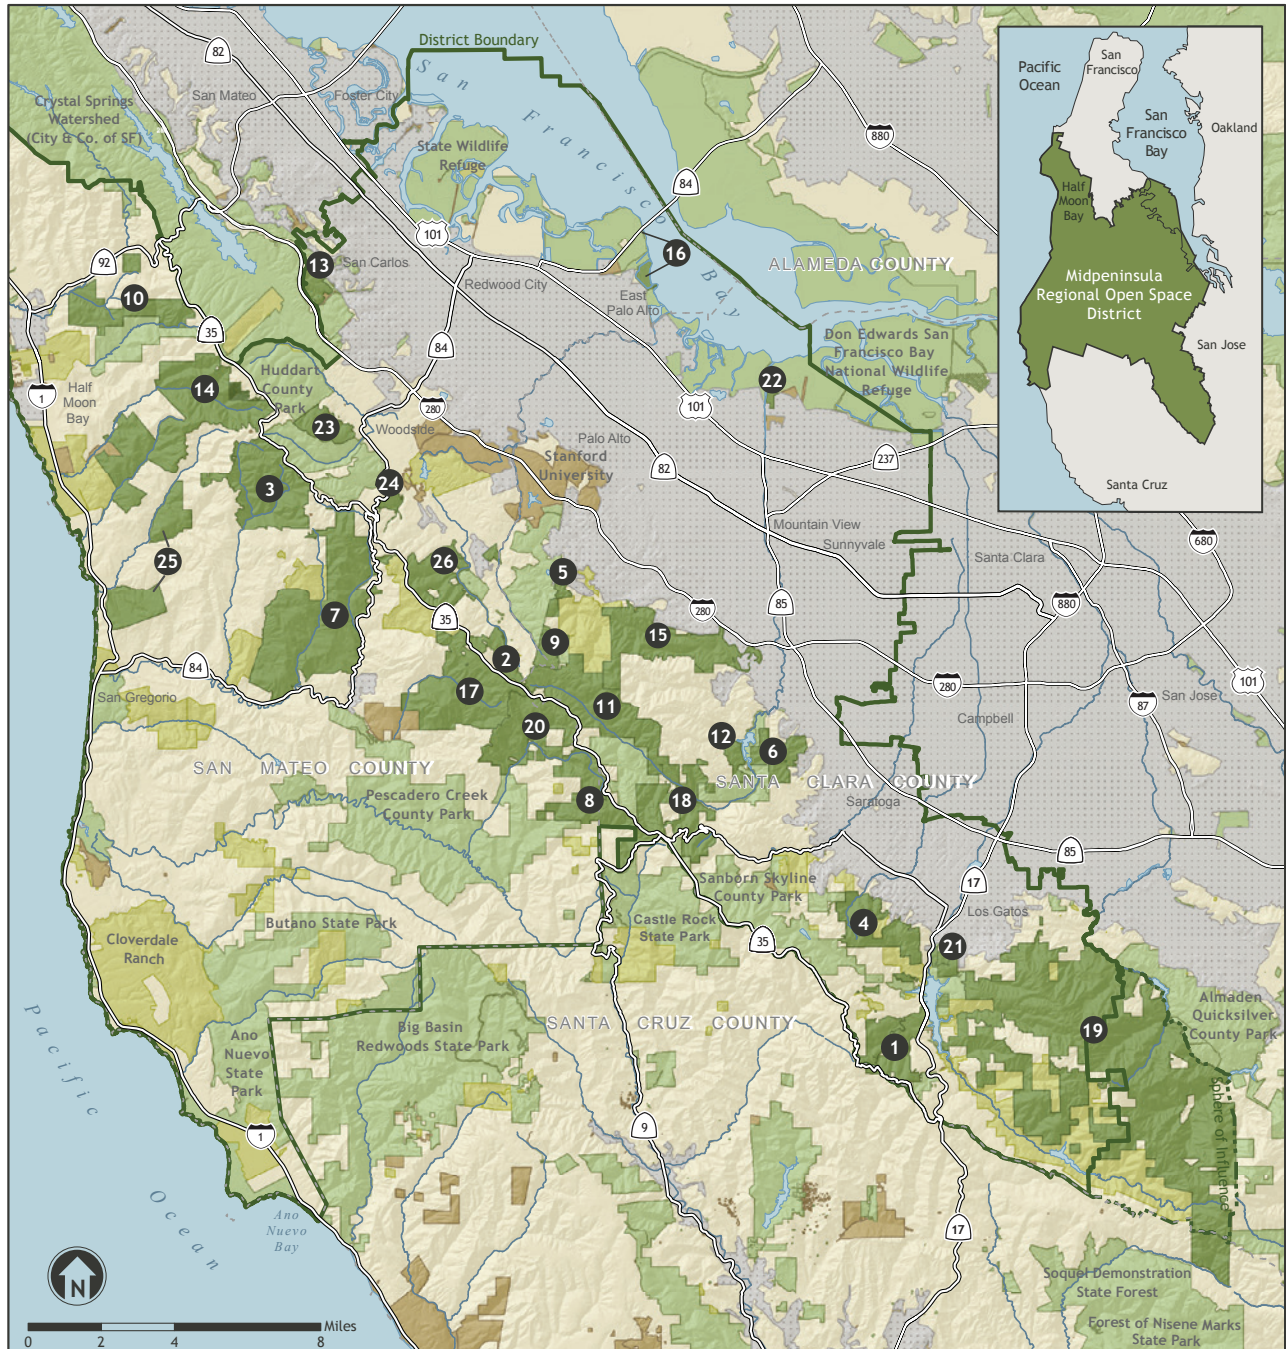 82
District Boundary
San Francisco Bay
San Mateo
Foster City
Crystal Springs
Watershed
(City & Co. of SF)
State Wildlife
Refuge
880
84
101
92
13
San Carlos
16
ALAMEDA COUNTY
Redwood City
East
Palo Alto
10
35
84
Don Edwards San
Francisco Bay
National Wildlife
Refuge
Half
Moon
Bay
1
14
Huddart
County
Park
280
101
22
23
Woodside
Palo Alto
Stanford
University
82
237
3
24
Mountain View
Sunnyvale
Santa Clara
680
25
26
5
7
35
280
85
880
15
9
2
84
San Gregorio
17
11
280
101
San Jose
87
20
12
6
Campbell
SAN MATEO COUNTY
SANTA CLARA COUNTY
Pescadero Creek
County Park
8
18
Saratoga
85
Sanborn Skyline
County Park
17
Los Gatos
Butano State Park
Castle Rock
State Park
4
Cloverdale
Ranch
35
21
Almaden
Quicksilver
County Park
Pacific Ocean
Ano
Nuevo
State
Park
Big Basin
Redwoods State Park
SANTA CRUZ COUNTY
1
19
Sphere of Influence
1
9
Ano
Nuevo
Bay
17
Soquel Demonstration
State Forest
Forest of Nisene Marks
State Park
N
0 2 4 8 Miles
Pacific
Ocean
San
Francisco
San
Francisco
Bay
Oakland
Half
Moon
Bay
Midpeninsula
Regional Open Space
District
San Jose
Santa Cruz